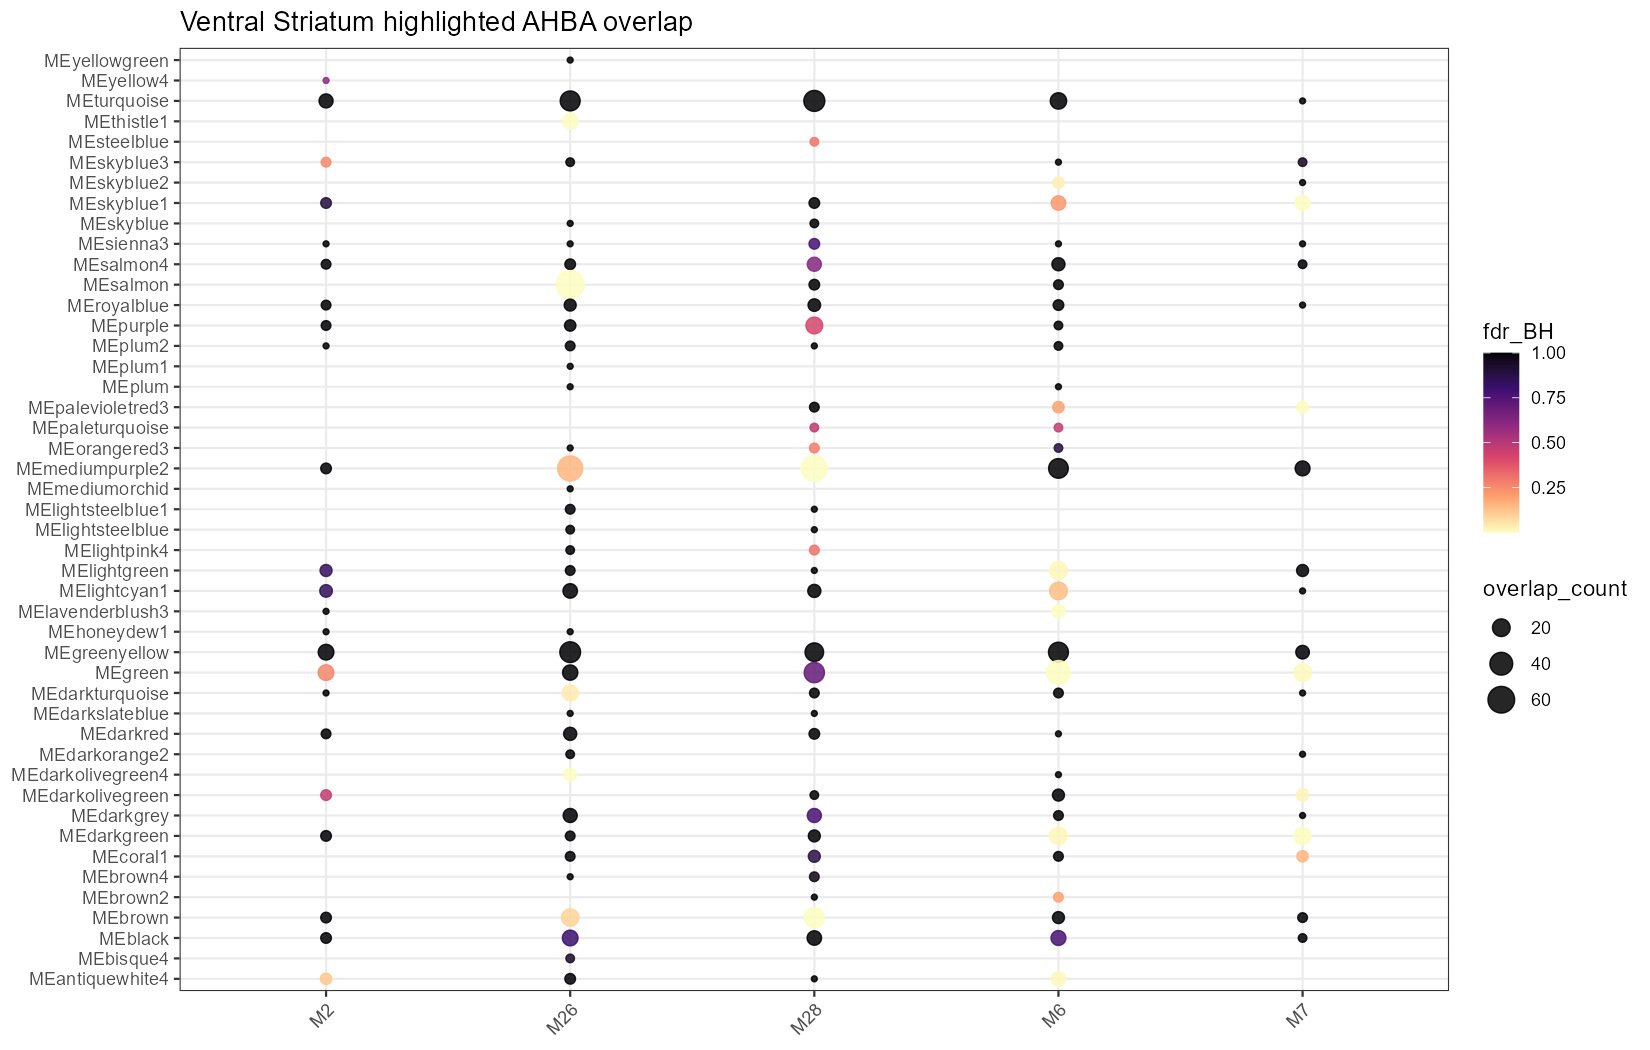 Ventral Striatum highlighted AHBA overlap
MEyellowgreen
MEyellow4
MEturquoise
MEthistle1
MEsteelblue
MEskyblue3
MEskyblue2
MEskyblue1
MEskyblue
MEsienna3
MEsalmon4
MEsalmon
MEroyalblue
MEpurple
MEplum2
MEplum1
MEplum
MEpalevioletred3
MEpaleturquoise
MEorangered3
MEmediumpurple2
MEmediumorchid
MElightsteelblue1
MElightsteelblue
MElightpink4
MElightgreen
MElightcyan1
MElavenderblush3
MEhoneydew1
MEgreenyellow
MEgreen
MEdarkturquoise
MEdarkslateblue
MEdarkred
MEdarkorange2
MEdarkolivegreen4
MEdarkolivegreen
MEdarkgrey
MEdarkgreen
MEcoral1
MEbrown4
MEbrown2
MEbrown
MEblack
MEbisque4
MEantiquewhite4
M2 M26 M28 M6 M7
fdr_BH
1.00
0.75
0.50
0.25
overlap_count
20
40
60